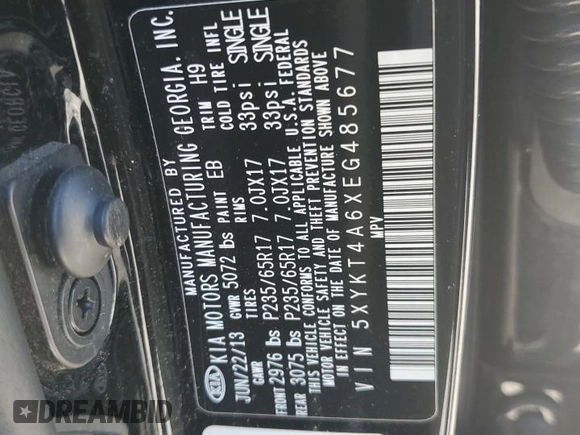 MANUFACTURED BY
KIA
KIA MOTORS MANUFACTURING GEORGIA, INC.
JUN/22/13 GVWR 5072 lbs PAINT EB TRIM H9
GAWR TIRES RIMS COLD TIRE INFL
FRONT 2976 lbs P235/65R17 7.0JX17 33psi SINGLE
REAR 3075 lbs P235/65R17 7.0JX17 33psi SINGLE
THIS VEHICLE CONFORMS TO ALL APPLICABLE U.S.A. FEDERAL
MOTOR VEHICLE SAFETY AND THEFT PREVENTION STANDARDS
IN EFFECT ON THE DATE OF MANUFACTURE SHOWN ABOVE
VIN 5XYKT4A6XEG485677
MPV
DREAMBID